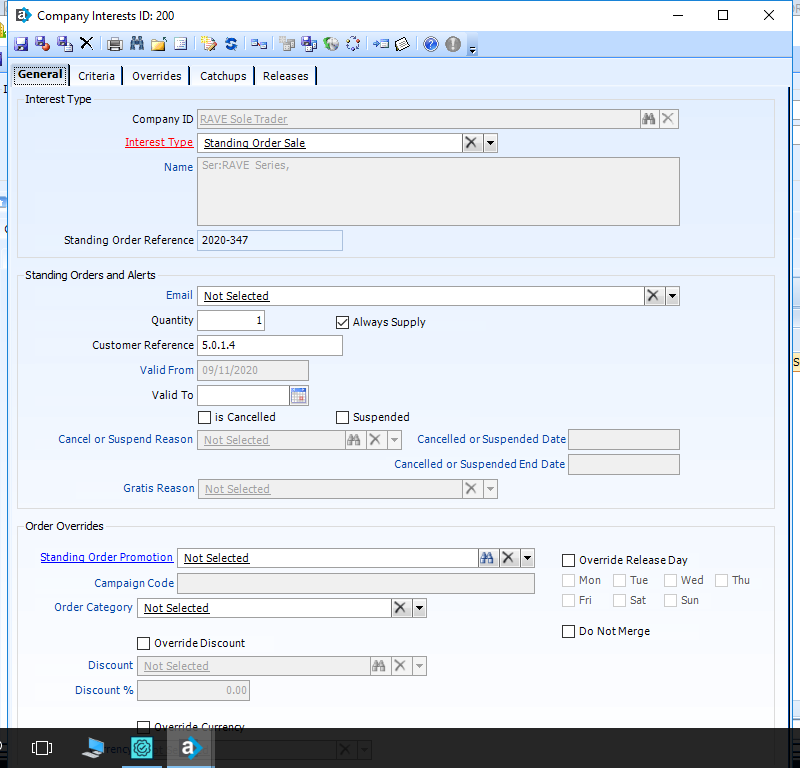 Company Interests ID: 200
General Criteria Overrides Catchups Releases
Interest Type
Company ID RAVE Sole Trader
Interest Type Standing Order Sale
Name Ser:RAVE Series,
Standing Order Reference 2020-347
Standing Orders and Alerts
Email Not Selected
Quantity 1 Always Supply
Customer Reference 5.0.1.4
Valid From 09/11/2020
Valid To
is Cancelled Suspended
Cancel or Suspend Reason Not Selected Cancelled or Suspended Date
Cancelled or Suspended End Date
Gratis Reason Not Selected
Order Overrides
Standing Order Promotion Not Selected Override Release Day
Campaign Code Mon Tue Wed Thu
Order Category Not Selected Fri Sat Sun
Do Not Merge
Override Discount
Discount Not Selected
Discount % 0.00
Override Currency